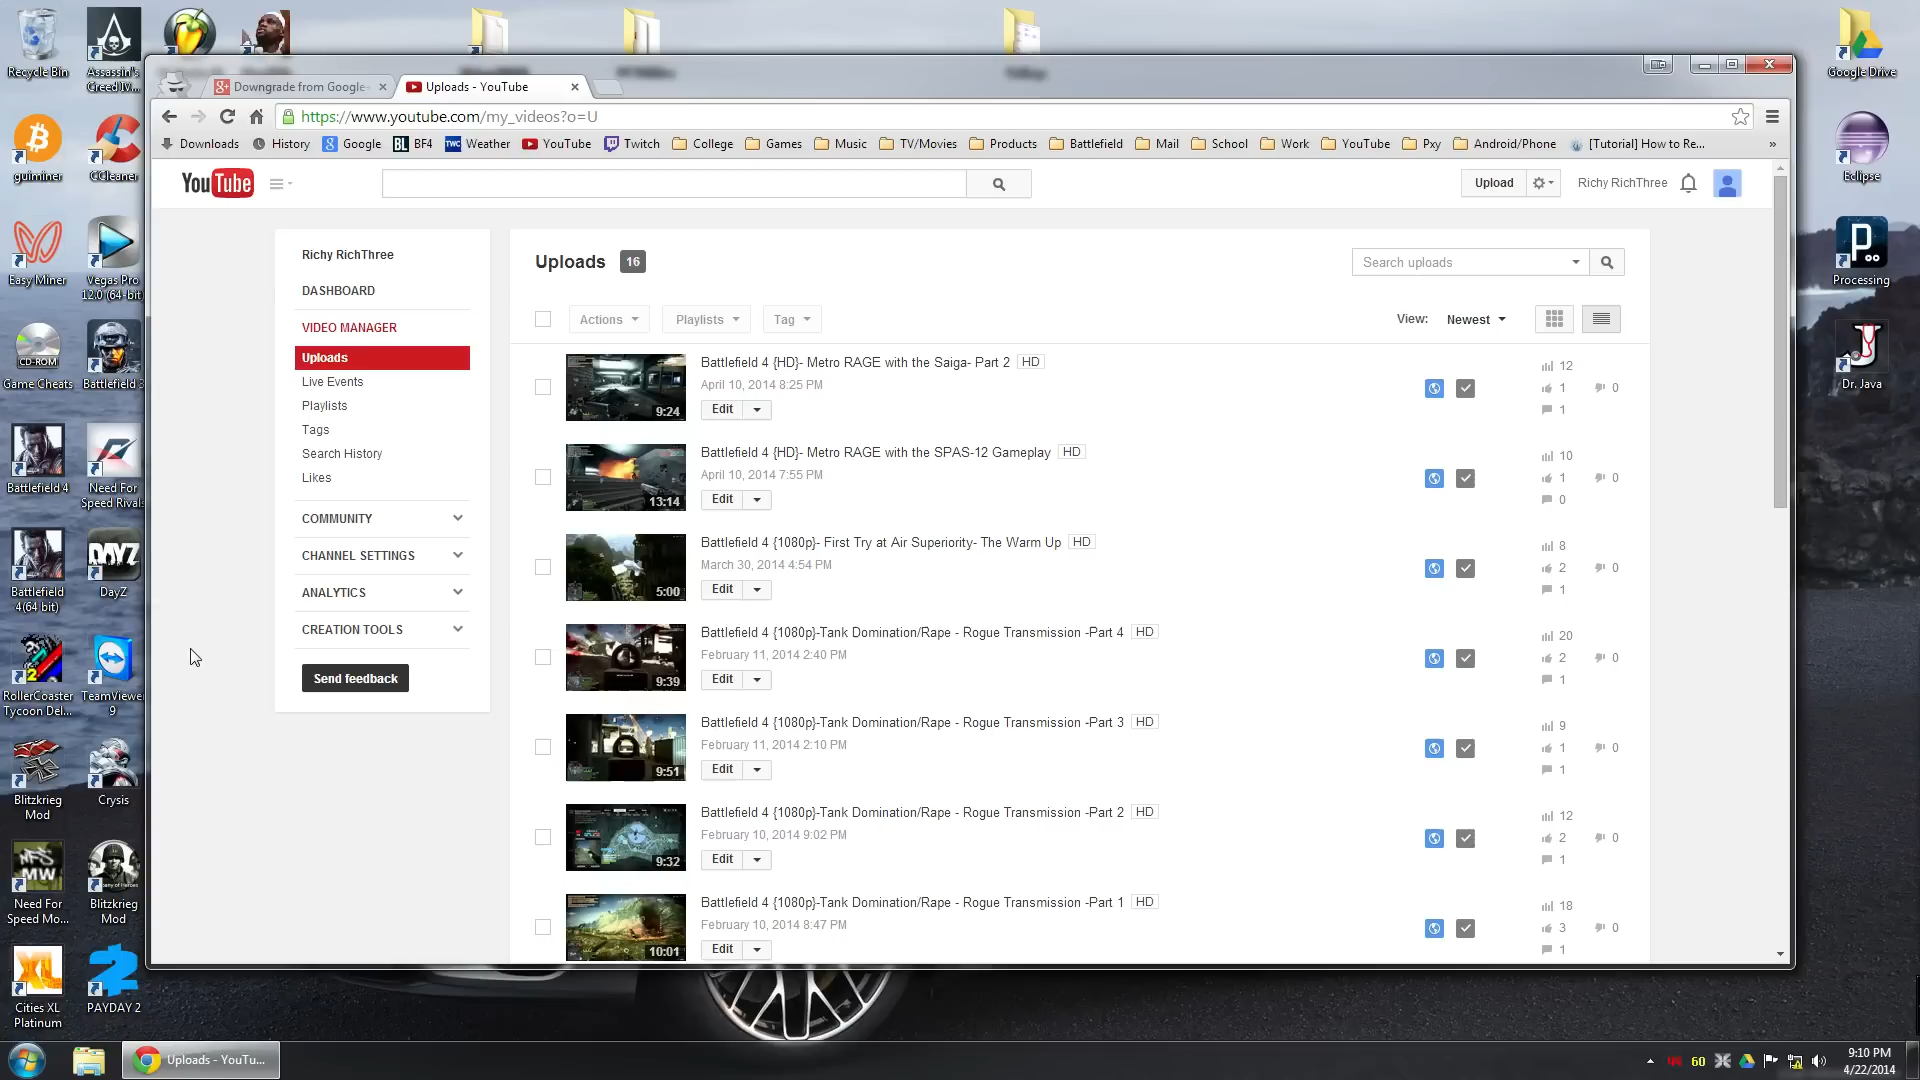 Recycle Bin
Assassin's Creed IV...
guiminer
CCleaner
Easy Miner
Vegas Pro 12.0 (64-bit)
CD-ROM
Game Cheats
Battlefield 3
Battlefield 4
Need For Speed Rivals
Battlefield 4(64 bit)
DAYZ
DayZ
RollerCoaster Tycoon Del...
TeamViewer 9
Blitzkrieg Mod
Crysis
NFS MW
Need For Speed Mo...
Blitzkrieg Mod
XL
Cities XL Platinum
2
PAYDAY 2
Google Drive
Eclipse
P
Processing
J
Dr. Java
Downgrade from Google+
Uploads - YouTube
https://www.youtube.com/my_videos?o=U
Downloads History Google BF4 Weather YouTube Twitch College Games Music TV/Movies Products Battlefield Mail School Work YouTube Pxy Android/Phone [Tutorial] How to Re... »
YouTube
Upload
Richy RichThree
Richy RichThree
DASHBOARD
VIDEO MANAGER
Uploads
Live Events
Playlists
Tags
Search History
Likes
COMMUNITY
CHANNEL SETTINGS
ANALYTICS
CREATION TOOLS
Send feedback
Uploads 16
Search uploads
Actions Playlists Tag
View: Newest
Battlefield 4 {HD}- Metro RAGE with the Saiga- Part 2 HD
April 10, 2014 8:25 PM
Edit
9:24
12
1 0
1
Battlefield 4 {HD}- Metro RAGE with the SPAS-12 Gameplay HD
April 10, 2014 7:55 PM
Edit
13:14
10
1 0
0
Battlefield 4 {1080p}- First Try at Air Superiority- The Warm Up HD
March 30, 2014 4:54 PM
Edit
5:00
8
2 0
1
Battlefield 4 {1080p}-Tank Domination/Rape - Rogue Transmission -Part 4 HD
February 11, 2014 2:40 PM
Edit
9:39
20
2 0
1
Battlefield 4 {1080p}-Tank Domination/Rape - Rogue Transmission -Part 3 HD
February 11, 2014 2:10 PM
Edit
9:51
9
1 0
1
Battlefield 4 {1080p}-Tank Domination/Rape - Rogue Transmission -Part 2 HD
February 10, 2014 9:02 PM
Edit
9:32
12
2 0
1
Battlefield 4 {1080p}-Tank Domination/Rape - Rogue Transmission -Part 1 HD
February 10, 2014 8:47 PM
Edit
10:01
18
3 0
1
Uploads - YouTu...
60
9:10 PM
4/22/2014